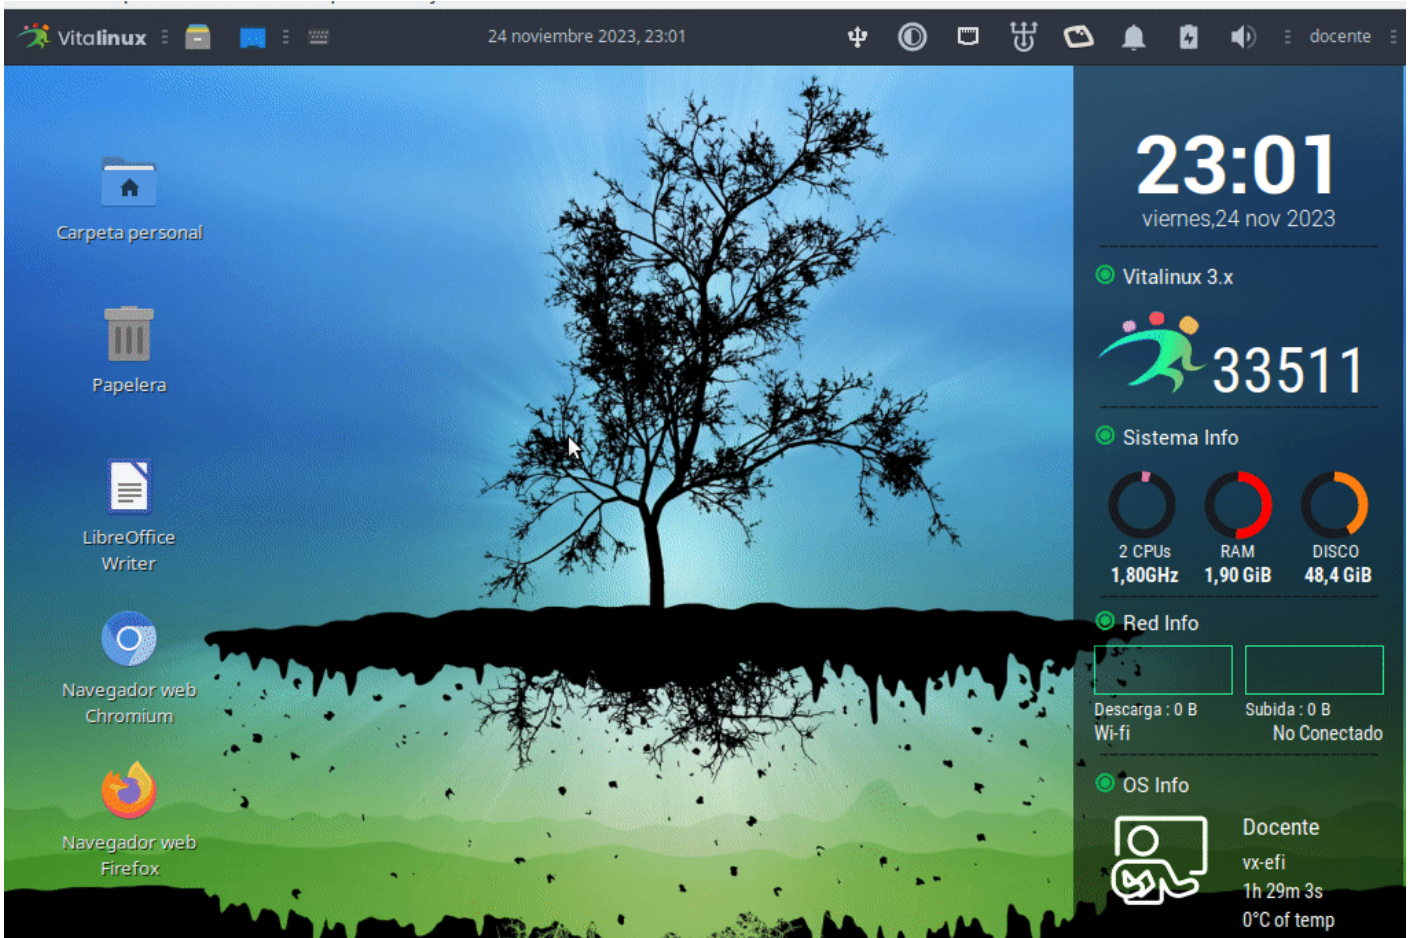 Vitalinux
24 noviembre 2023, 23:01
docente
Carpeta personal
Papelera
LibreOffice
Writer
Navegador web
Chromium
Navegador web
Firefox
23:01
viernes,24 nov 2023
Vitalinux 3.x
33511
Sistema Info
2 CPUs
RAM
DISCO
1,80GHz
1,90 GiB
48,4 GiB
Red Info
Descarga : 0 B
Subida : 0 B
Wi-fi
No Conectado
OS Info
Docente
vx-efi
1h 29m 3s
0°C of temp